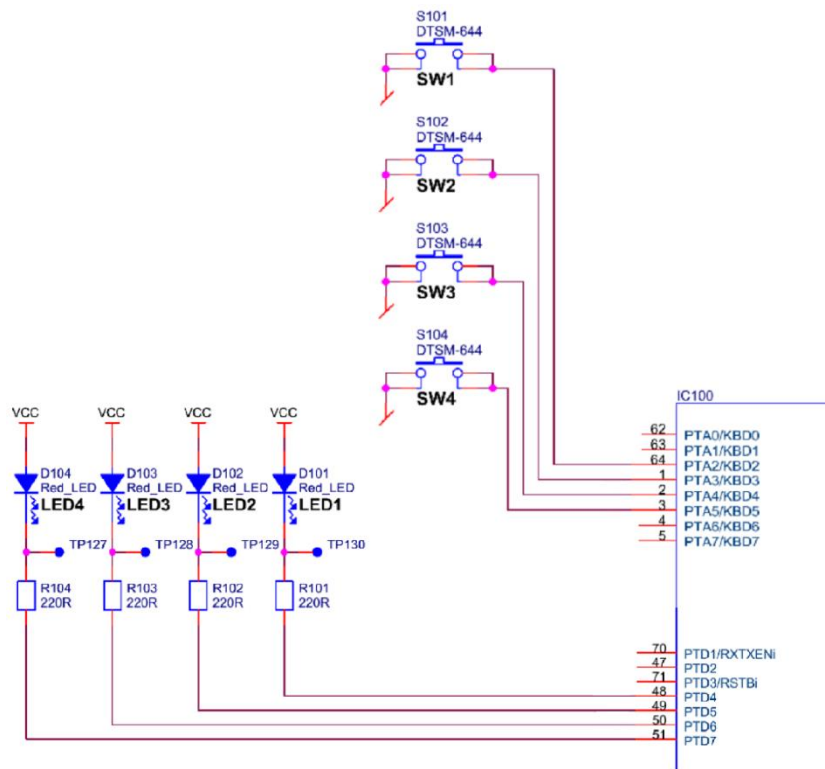 S101
DTSM-644
SW1
S102
DTSM-644
SW2
S103
DTSM-644
SW3
S104
DTSM-644
SW4
IC100
62 PTA0/KBD0
63 PTA1/KBD1
64 PTA2/KBD2
1 PTA3/KBD3
2 PTA4/KBD4
3 PTA5/KBD5
4 PTA6/KBD6
5 PTA7/KBD7
VCC VCC VCC VCC
D104 D103 D102 D101
Red_LED Red_LED Red_LED Red_LED
LED4 LED3 LED2 LED1
TP127 TP128 TP129 TP130
R104 R103 R102 R101
220R 220R 220R 220R
70 PTD1/RXTXENi
47 PTD2
71 PTD3/RSTBi
48 PTD4
49 PTD5
50 PTD6
51 PTD7